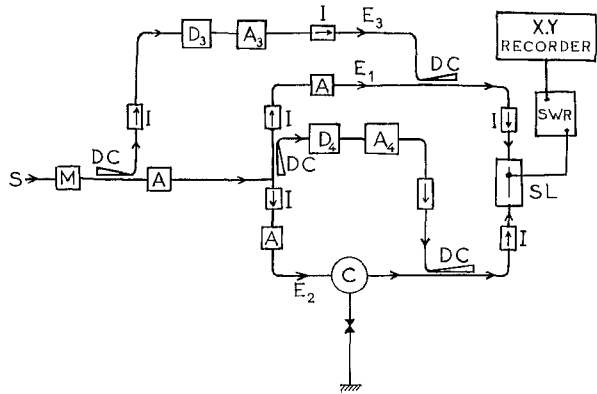 X.Y
RECORDER
I
E₃
D₃
A₃
DC
I
A
E₁
SWR
I
I
DC
D₄
A₄
DC
S
M
A
I
SL
A
I
DC
C
E₂